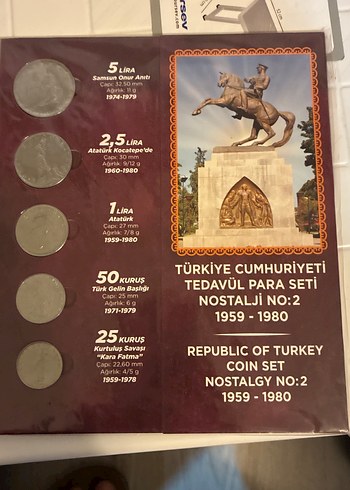 ersev
5 LİRA
Samsun Onur Anıtı
Çapı: 32.50 mm
Ağırlık: 11 g
1974-1979
2,5 LİRA
Atatürk Kocatepe'de
Çapı: 30 mm
Ağırlık: 9/12 g
1960-1980
1 LİRA
Atatürk
Çapı: 27 mm
Ağırlık: 7/8 g
1959-1980
50 KURUŞ
Türk Gelin Başlığı
Çapı: 25 mm
Ağırlık: 6 g
1971-1979
25 KURUŞ
Kurtuluş Savaşı
"Kara Fatma"
Çapı: 22,60 mm
Ağırlık: 4/5 g
1959-1978
TÜRKİYE CUMHURİYETİ
TEDAVÜL PARA SETİ
NOSTALJİ NO:2
1959 - 1980
REPUBLIC OF TURKEY
COIN SET
NOSTALGY NO:2
1959 - 1980